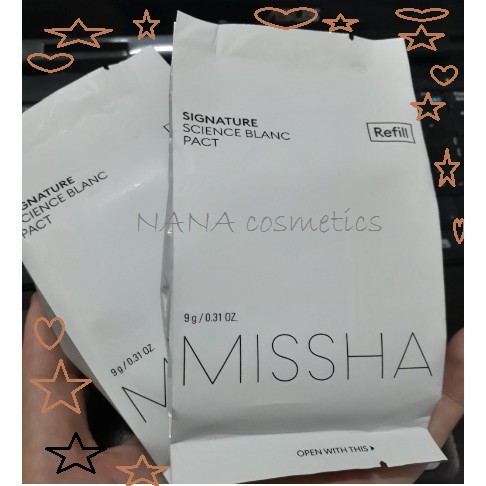 SIGNATURE
SCIENCE BLANC
PACT
Refill
NANA cosmetics
9 g / 0.31 OZ.
MISSHA
OPEN WITH THIS
SIGNATURE
SCIENCE BLANC
PACT
9 g / 0.31 OZ.